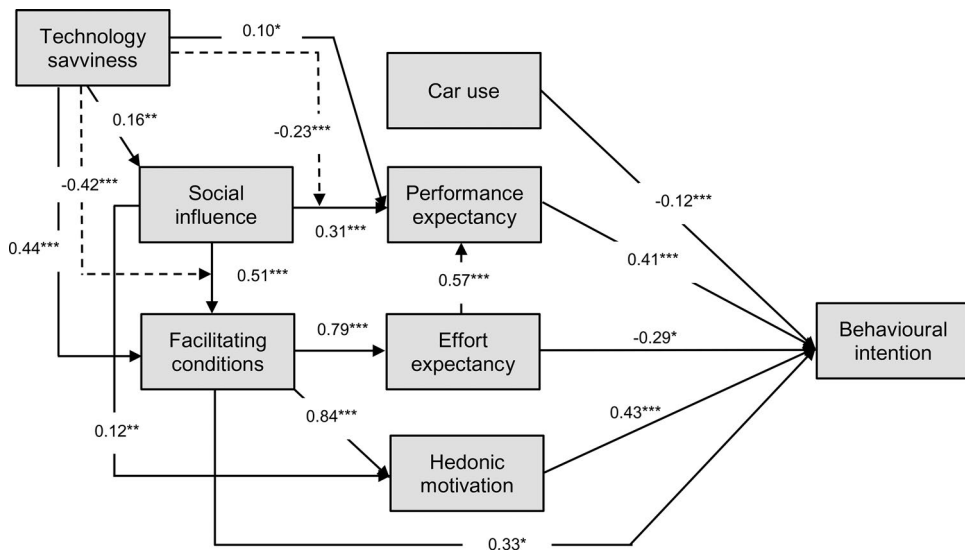 Technology
savviness
0.10*
Car use
0.16**
-0.23***
-0.42***
Social
influence
Performance
expectancy
-0.12***
0.31***
0.44***
0.41***
0.51***
0.57***
Facilitating
conditions
0.79***
Effort
expectancy
-0.29*
Behavioural
intention
0.84***
0.43***
0.12**
Hedonic
motivation
0.33*